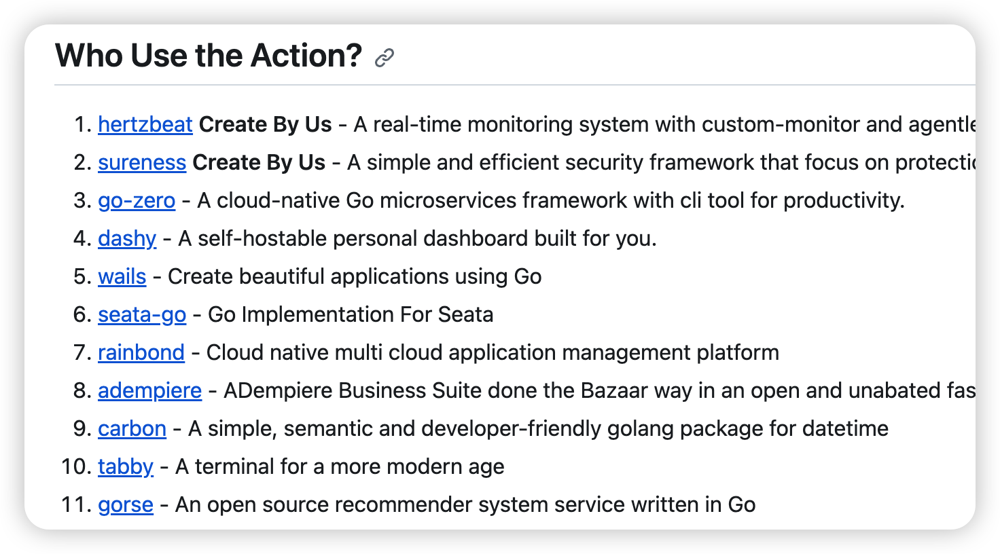 Who Use the Action?
1. hertzbeat Create By Us - A real-time monitoring system with custom-monitor and
2. sureness Create By Us - A simple and efficient security framework that focus on
3. go-zero - A cloud-native Go microservices framework with cli tool for productivity.
4. dashy - A self-hostable personal dashboard built for you.
5. wails - Create beautiful applications using Go
6. seata-go - Go Implementation For Seata
7. rainbond - Cloud native multi cloud application management platform
8. adempiere - ADempiere Business Suite done the Bazaar way in an open and unabated
9. carbon - A simple, semantic and developer-friendly golang package for datetime
10. tabby - A terminal for a more modern age
11. gorse - An open source recommender system service written in Go